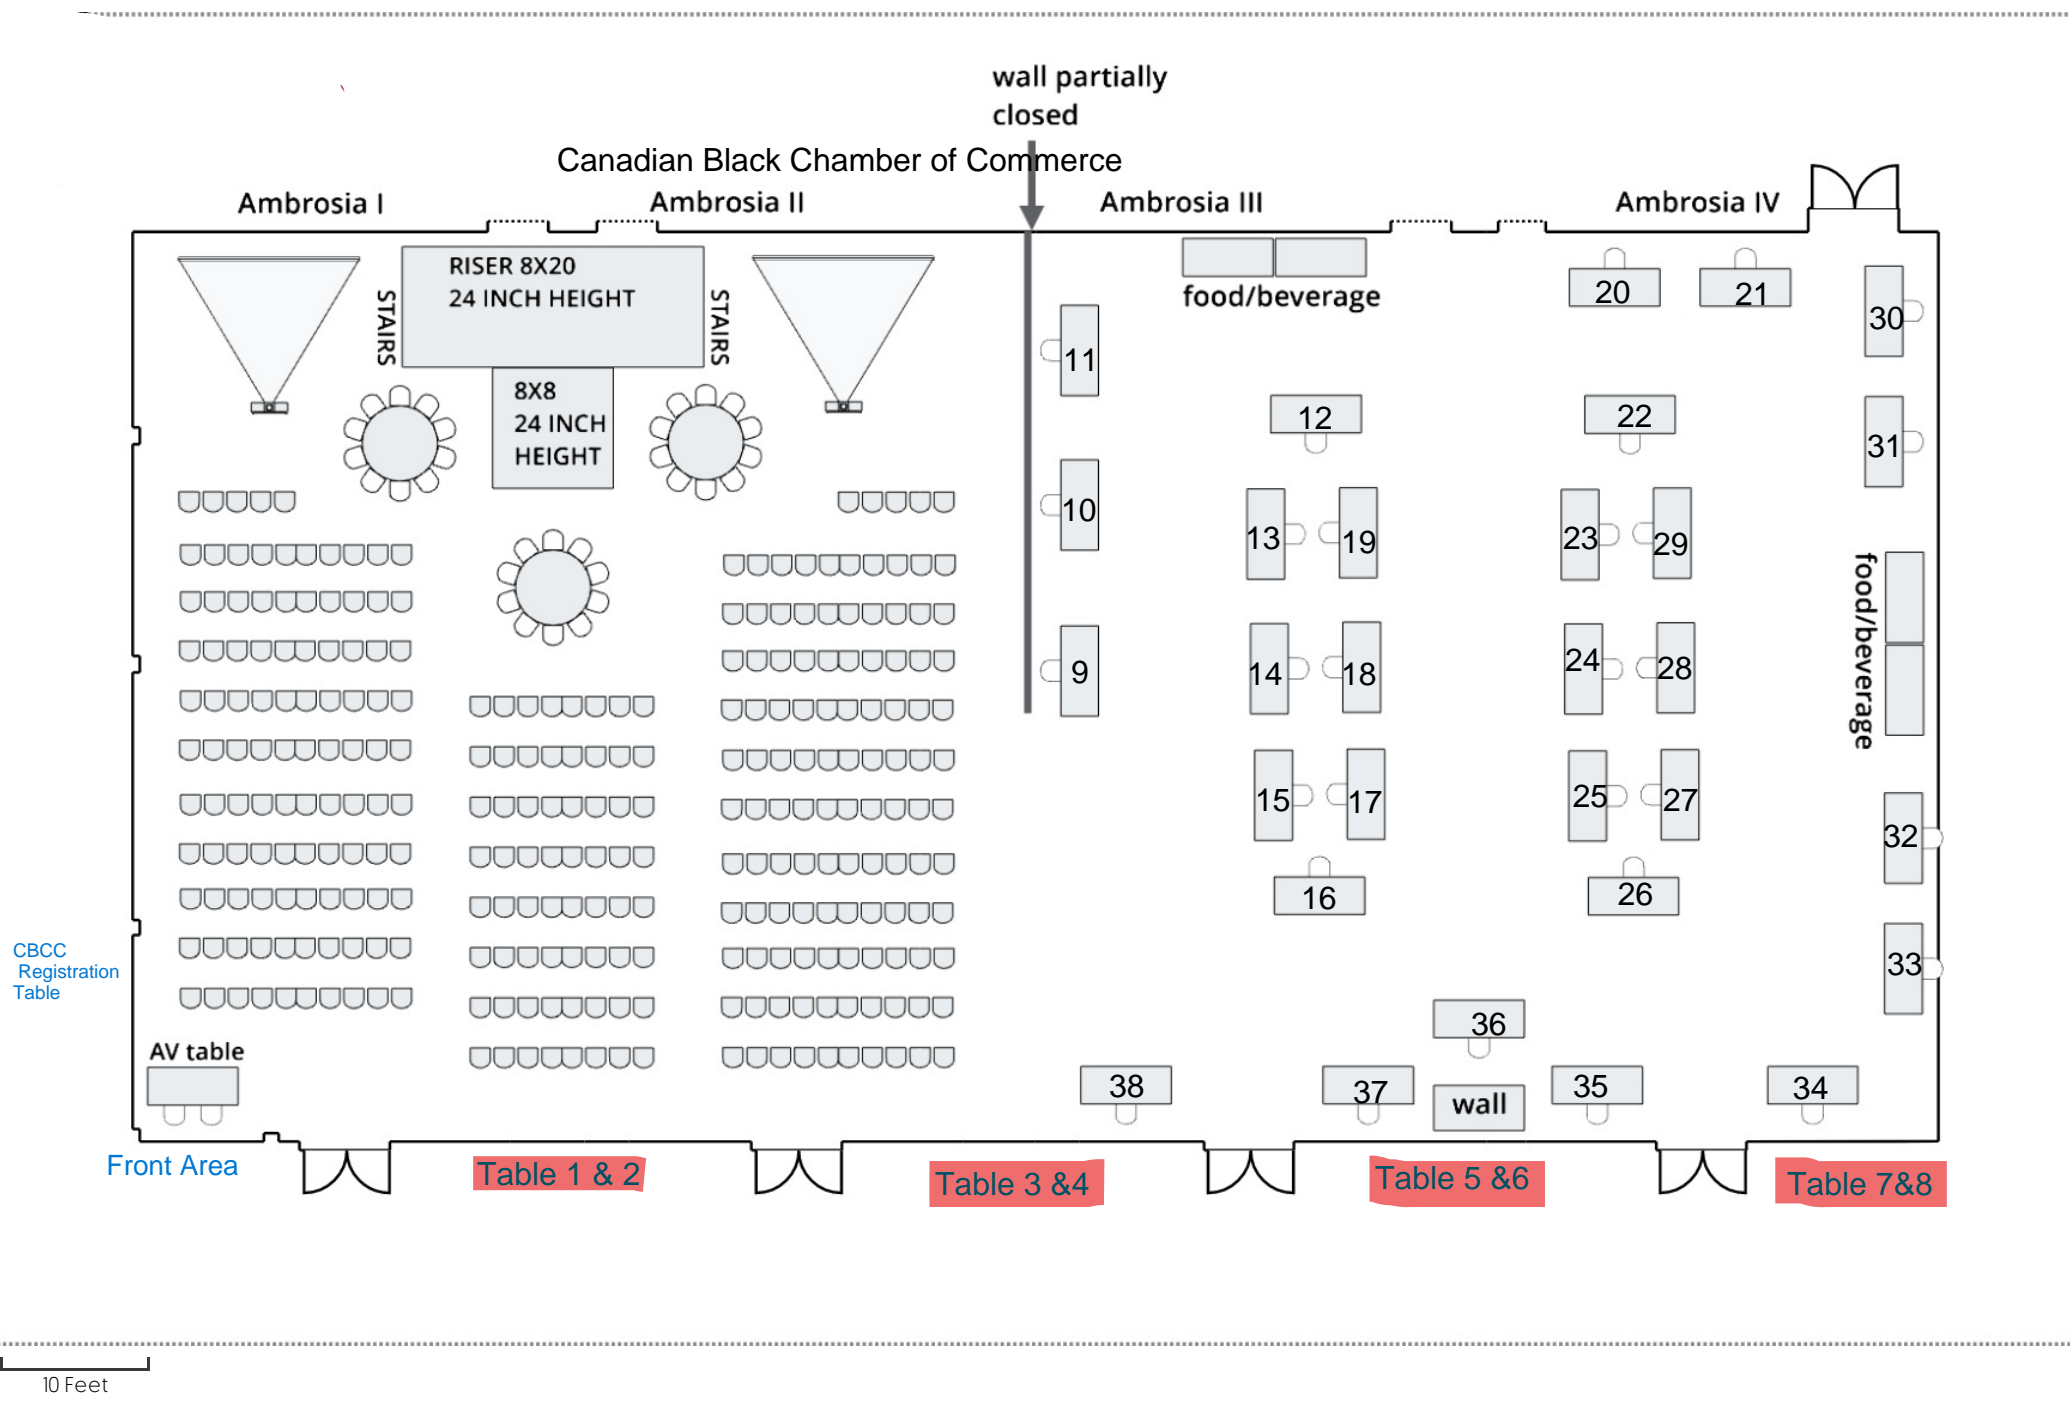 wall partially
closed
Canadian Black Chamber of Commerce
Ambrosia I
Ambrosia II
Ambrosia III
Ambrosia IV
RISER 8X20
24 INCH HEIGHT
STAIRS
STAIRS
8X8
24 INCH
HEIGHT
food/beverage
11
10
9
12
13
19
14
18
15
17
16
20
21
22
23
29
24
28
25
27
26
30
31
food/beverage
32
33
36
38
37
wall
35
34
CBCC
Registration
Table
AV table
Front Area
Table 1 & 2
Table 3 &4
Table 5 &6
Table 7&8
10 Feet